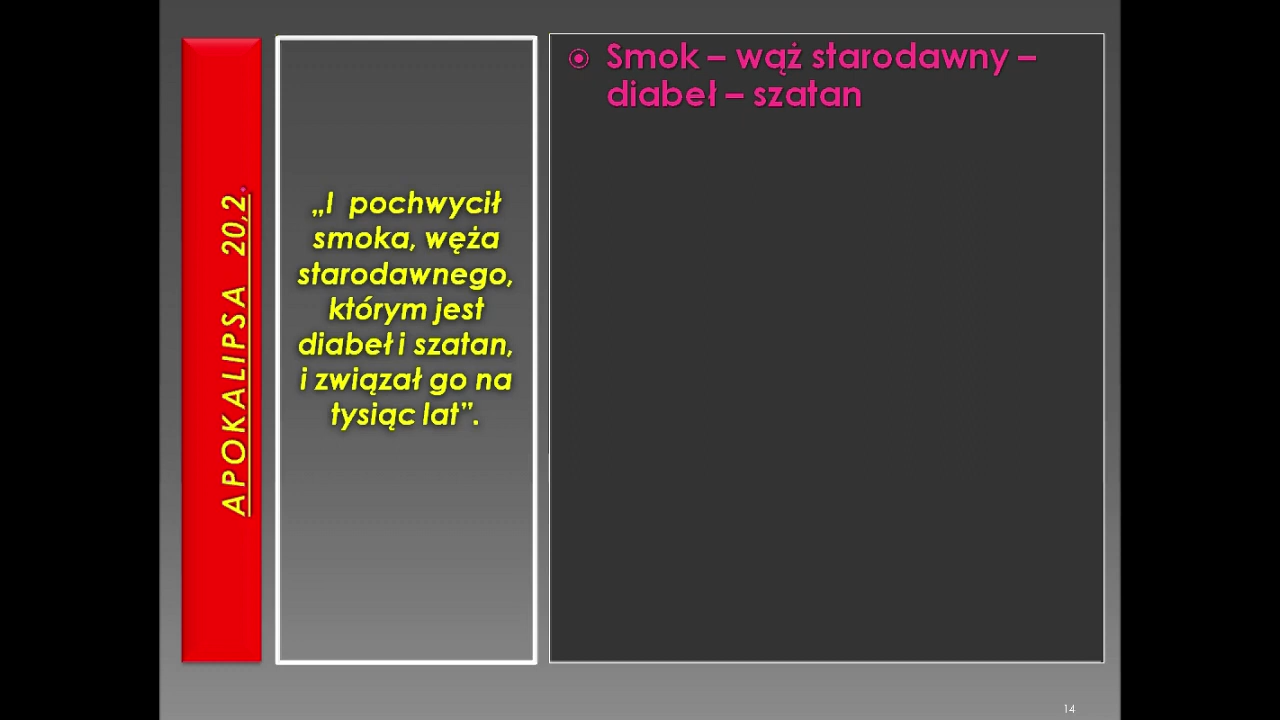 APOKALIPSA 20,2.
„I pochwycił
smoka, węża
starodawnego,
którym jest
diabeł i szatan,
i związał go na
tysiąc lat”.
Smok – wąż starodawny –
diabeł – szatan
14